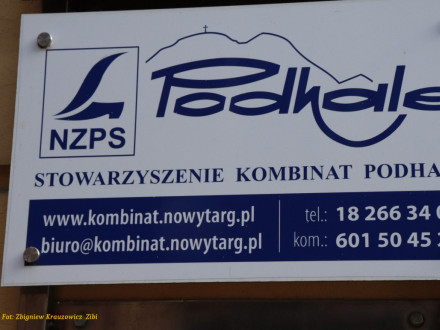 NZPS
Podhale
STOWARZYSZENIE KOMBINAT PODHA
www.kombinat.nowytarg.pl
biuro@kombinat.nowytarg.pl
tel.: 18 266 34 0
kom.: 601 50 45
Fot: Zbigniew Krauzowicz Zibi